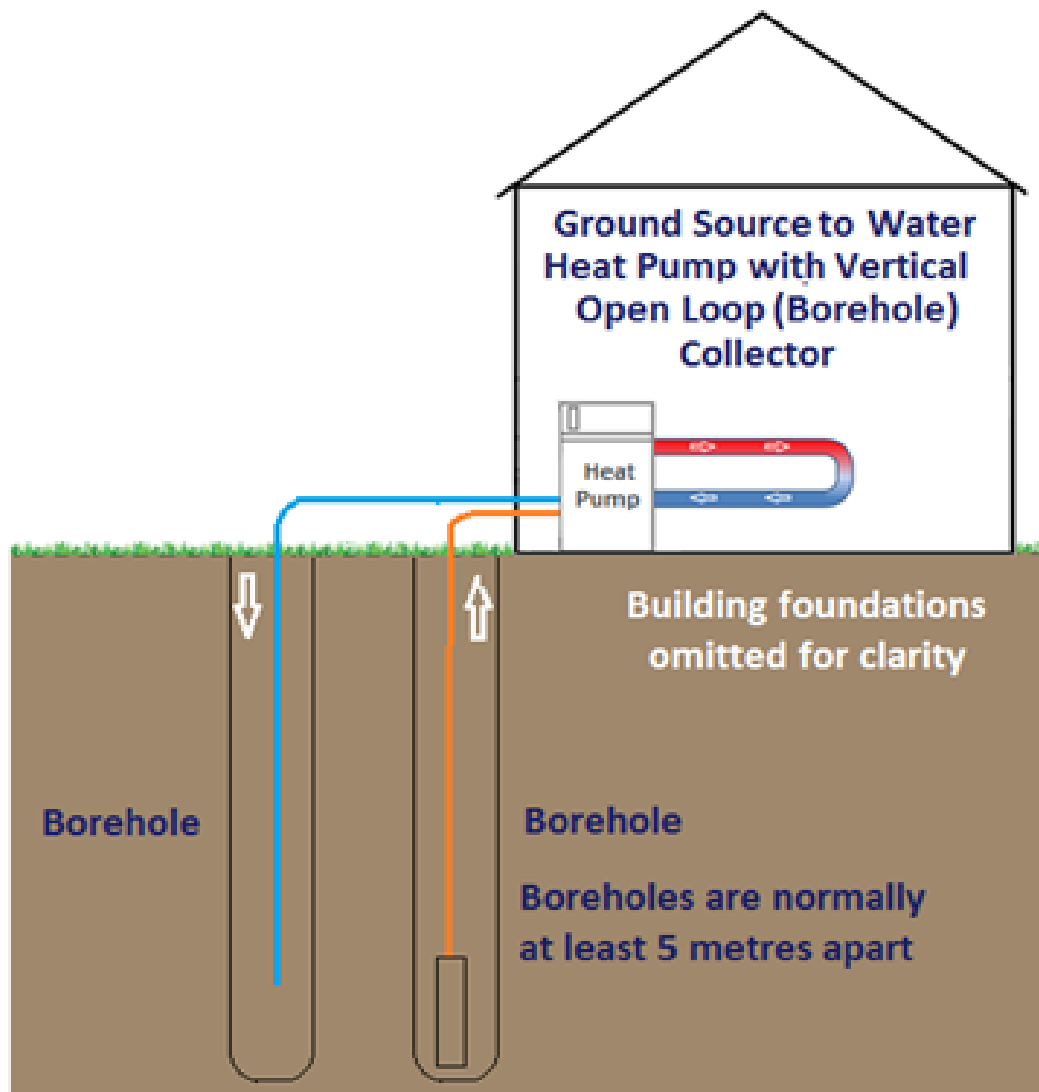 Ground Source to Water
Heat Pump with Vertical
Open Loop (Borehole)
Collector
Heat
Pump
Building foundations
omitted for clarity
Borehole
Borehole
Boreholes are normally
at least 5 metres apart